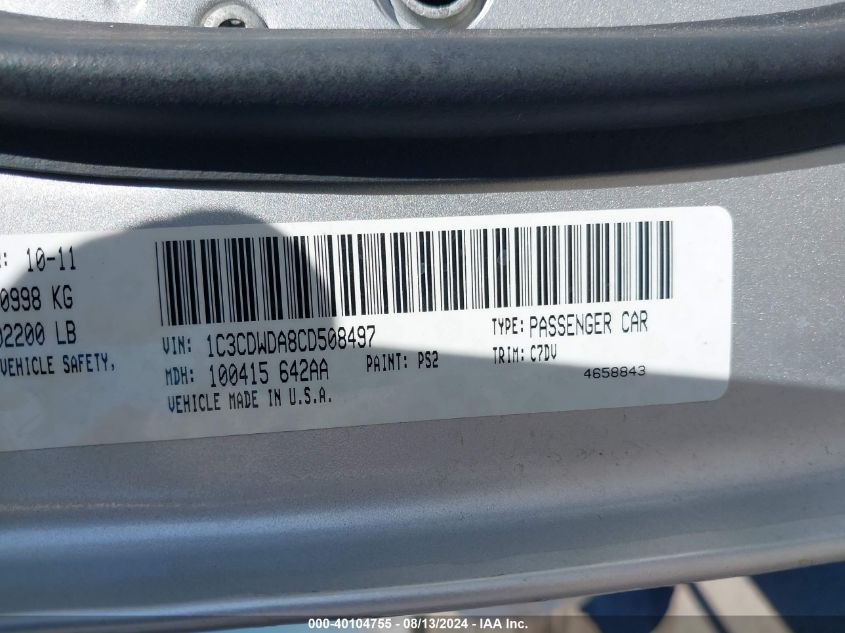 : 10-11
0998 KG
02200 LB
VEHICLE SAFETY,
VIN: 1C3CDWDA8CD508497
TYPE: PASSENGER CAR
MDH: 100415 642AA
PAINT: PS2
TRIM: C7DV
VEHICLE MADE IN U.S.A.
4658843
000-40104755 - 08/13/2024 - IAA Inc.